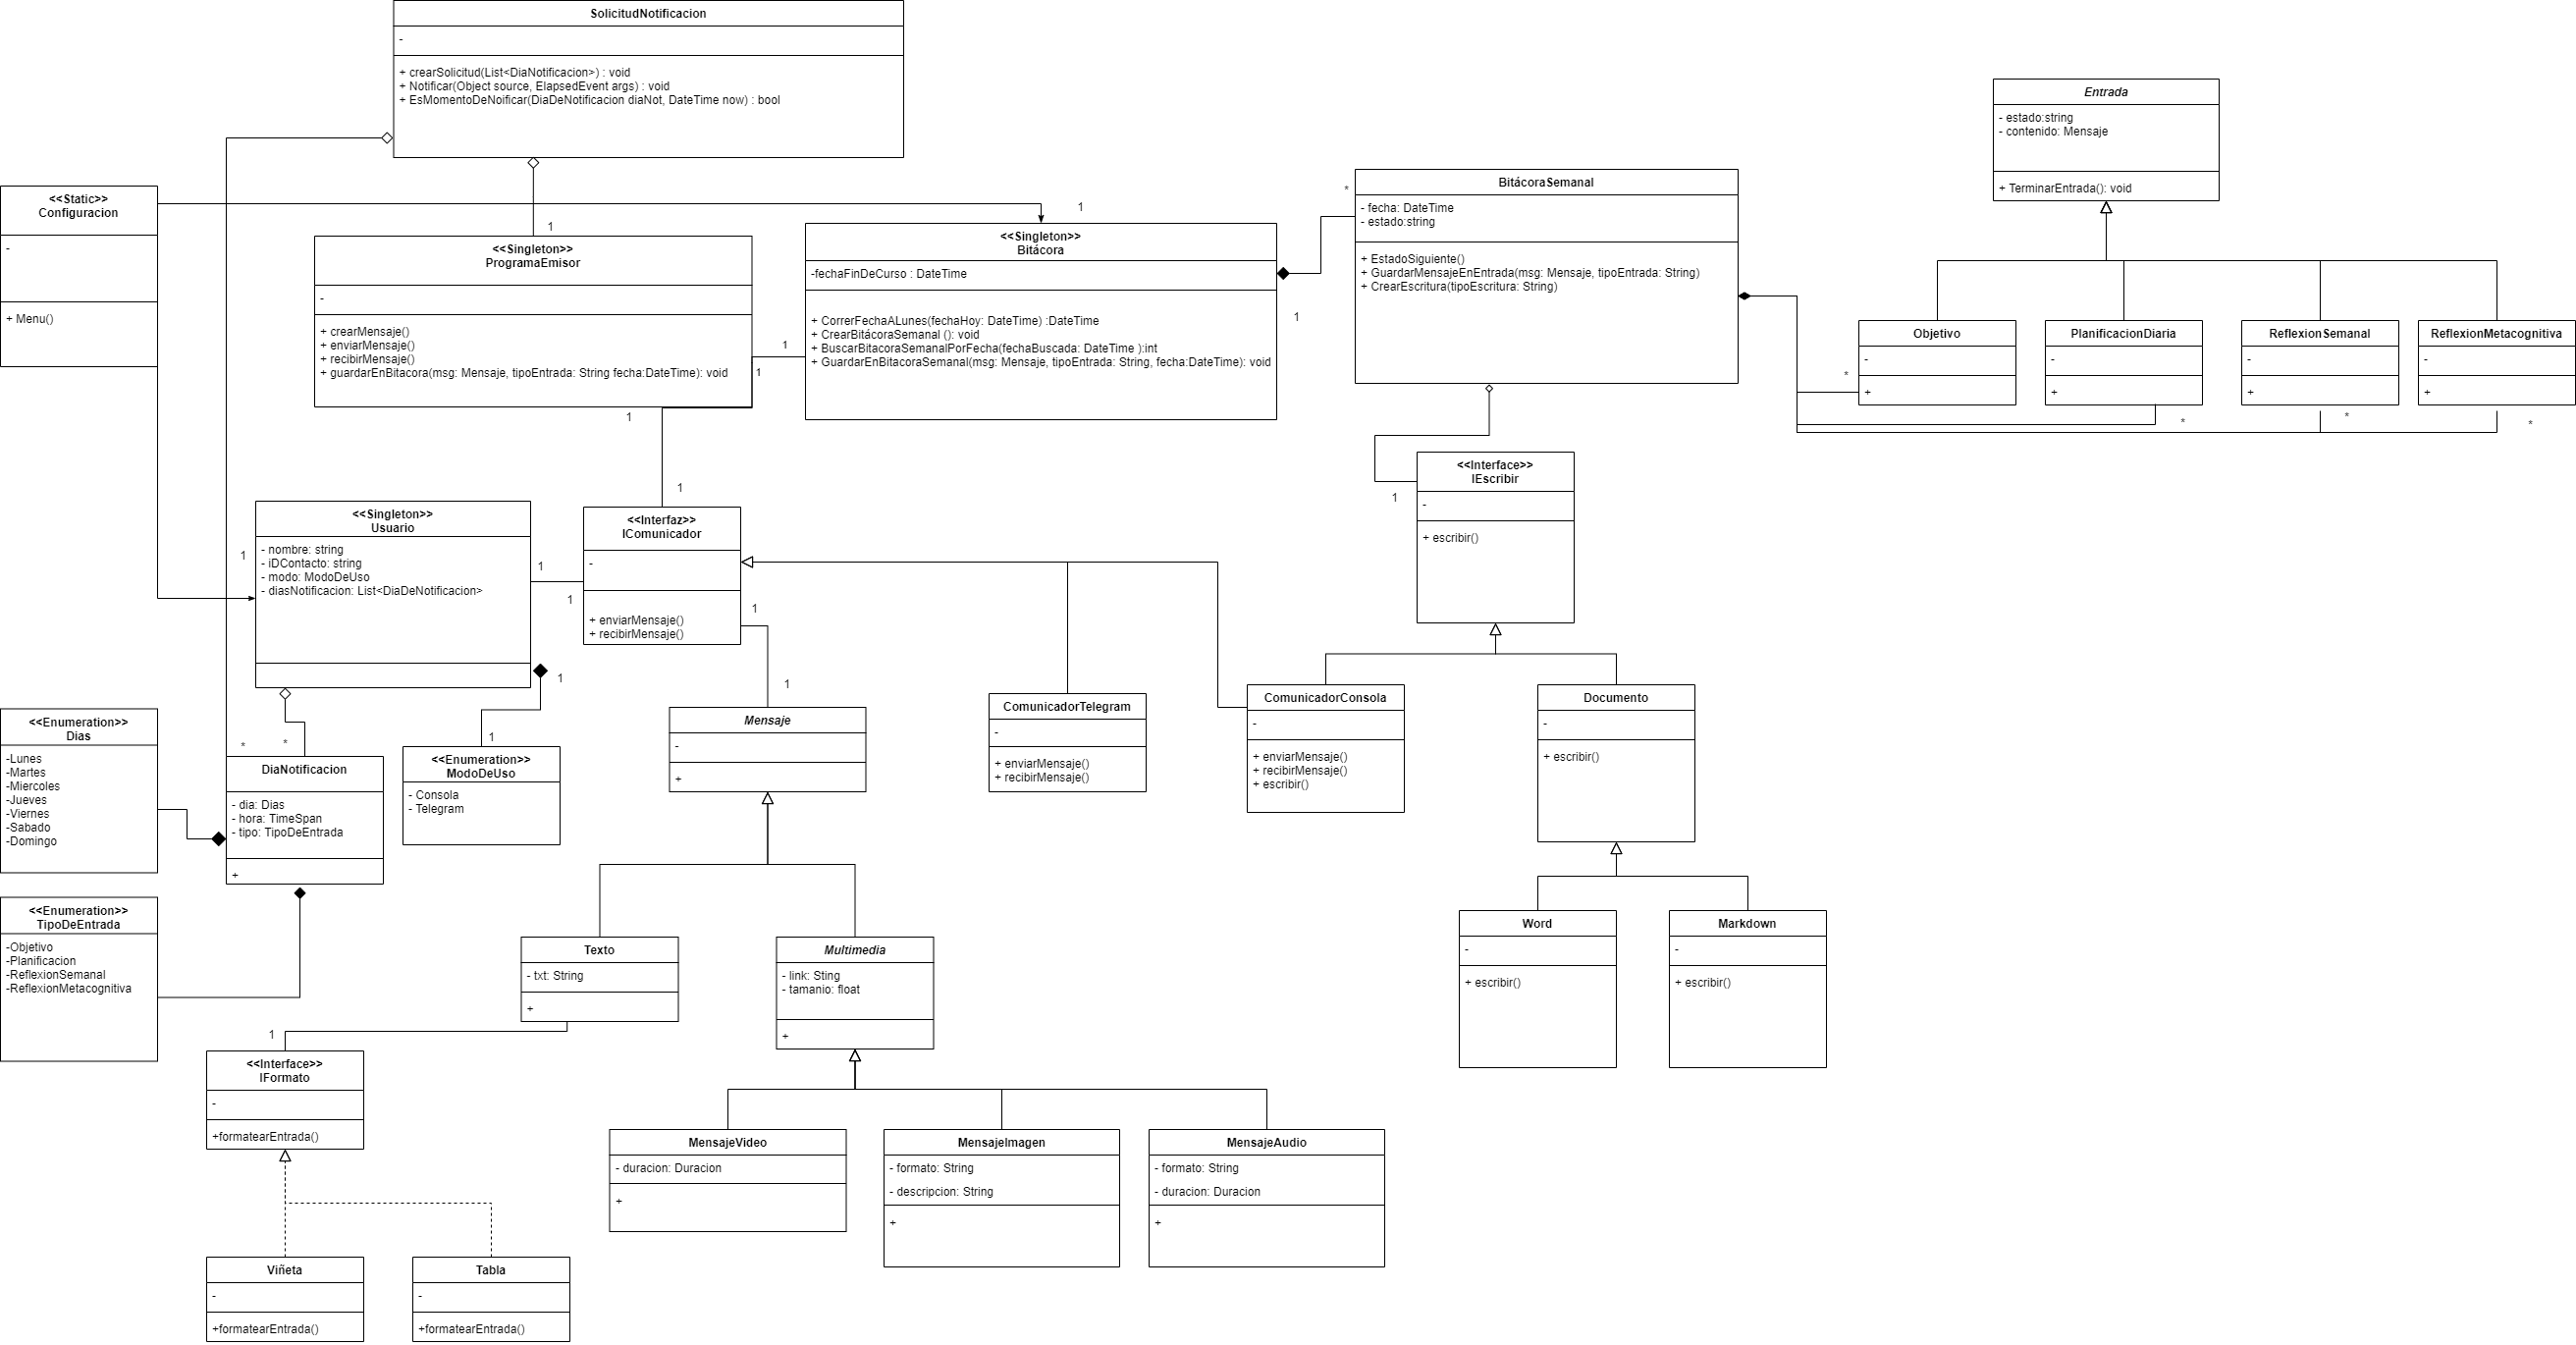 SolicitudNotificacion
-
+ crearSolicitud(List<DiaNotificacion>) : void
+ Notificar(Object source, ElapsedEvent args) : void
+ EsMomentoDeNoificar(DiaDeNotificacion diaNot, DateTime now) : bool
Entrada
- estado:string
- contenido: Mensaje
+ TerminarEntrada(): void
<<Static>>
Configuracion
-
+ Menu()
1
<<Singleton>>
ProgramaEmisor
-
+ crearMensaje()
+ enviarMensaje()
+ recibirMensaje()
+ guardarEnBitacora(msg: Mensaje, tipoEntrada: String fecha:DateTime): void
1
1
1
1
<<Singleton>>
Bitácora
-fechaFinDeCurso : DateTime
+ CorrerFechaALunes(fechaHoy: DateTime) :DateTime
+ CrearBitácoraSemanal (): void
+ BuscarBitacoraSemanalPorFecha(fechaBuscada: DateTime ):int
+ GuardarEnBitacoraSemanal(msg: Mensaje, tipoEntrada: String, fecha:DateTime): void
1
*
BitácoraSemanal
- fecha: DateTime
- estado:string
+ EstadoSiguiente()
+ GuardarMensajeEnEntrada(msg: Mensaje, tipoEntrada: String)
+ CrearEscritura(tipoEscritura: String)
Objetivo
-
+
*
PlanificacionDiaria
-
+
*
ReflexionSemanal
-
+
*
ReflexionMetacognitiva
-
+
*
<<Interface>>
IEscribir
-
+ escribir()
1
<<Singleton>>
Usuario
- nombre: string
- iDContacto: string
- modo: ModoDeUso
- diasNotificacion: List<DiaDeNotificacion>
1
1
1
1
<<Interfaz>>
IComunicador
-
+ enviarMensaje()
+ recibirMensaje()
1
1
1
Mensaje
-
+
ComunicadorTelegram
-
+ enviarMensaje()
+ recibirMensaje()
ComunicadorConsola
-
+ enviarMensaje()
+ recibirMensaje()
+ escribir()
Documento
-
+ escribir()
<<Enumeration>>
Dias
-Lunes
-Martes
-Miercoles
-Jueves
-Viernes
-Sabado
-Domingo
*
*
DiaNotificacion
- dia: Dias
- hora: TimeSpan
- tipo: TipoDeEntrada
+
1
<<Enumeration>>
ModoDeUso
- Consola
- Telegram
<<Enumeration>>
TipoDeEntrada
-Objetivo
-Planificacion
-ReflexionSemanal
-ReflexionMetacognitiva
Texto
- txt: String
+
Multimedia
- link: Sting
- tamanio: float
+
Word
-
+ escribir()
Markdown
-
+ escribir()
1
<<Interface>>
IFormato
-
+formatearEntrada()
MensajeVideo
- duracion: Duracion
+
MensajeImagen
- formato: String
- descripcion: String
+
MensajeAudio
- formato: String
- duracion: Duracion
+
Viñeta
-
+formatearEntrada()
Tabla
-
+formatearEntrada()